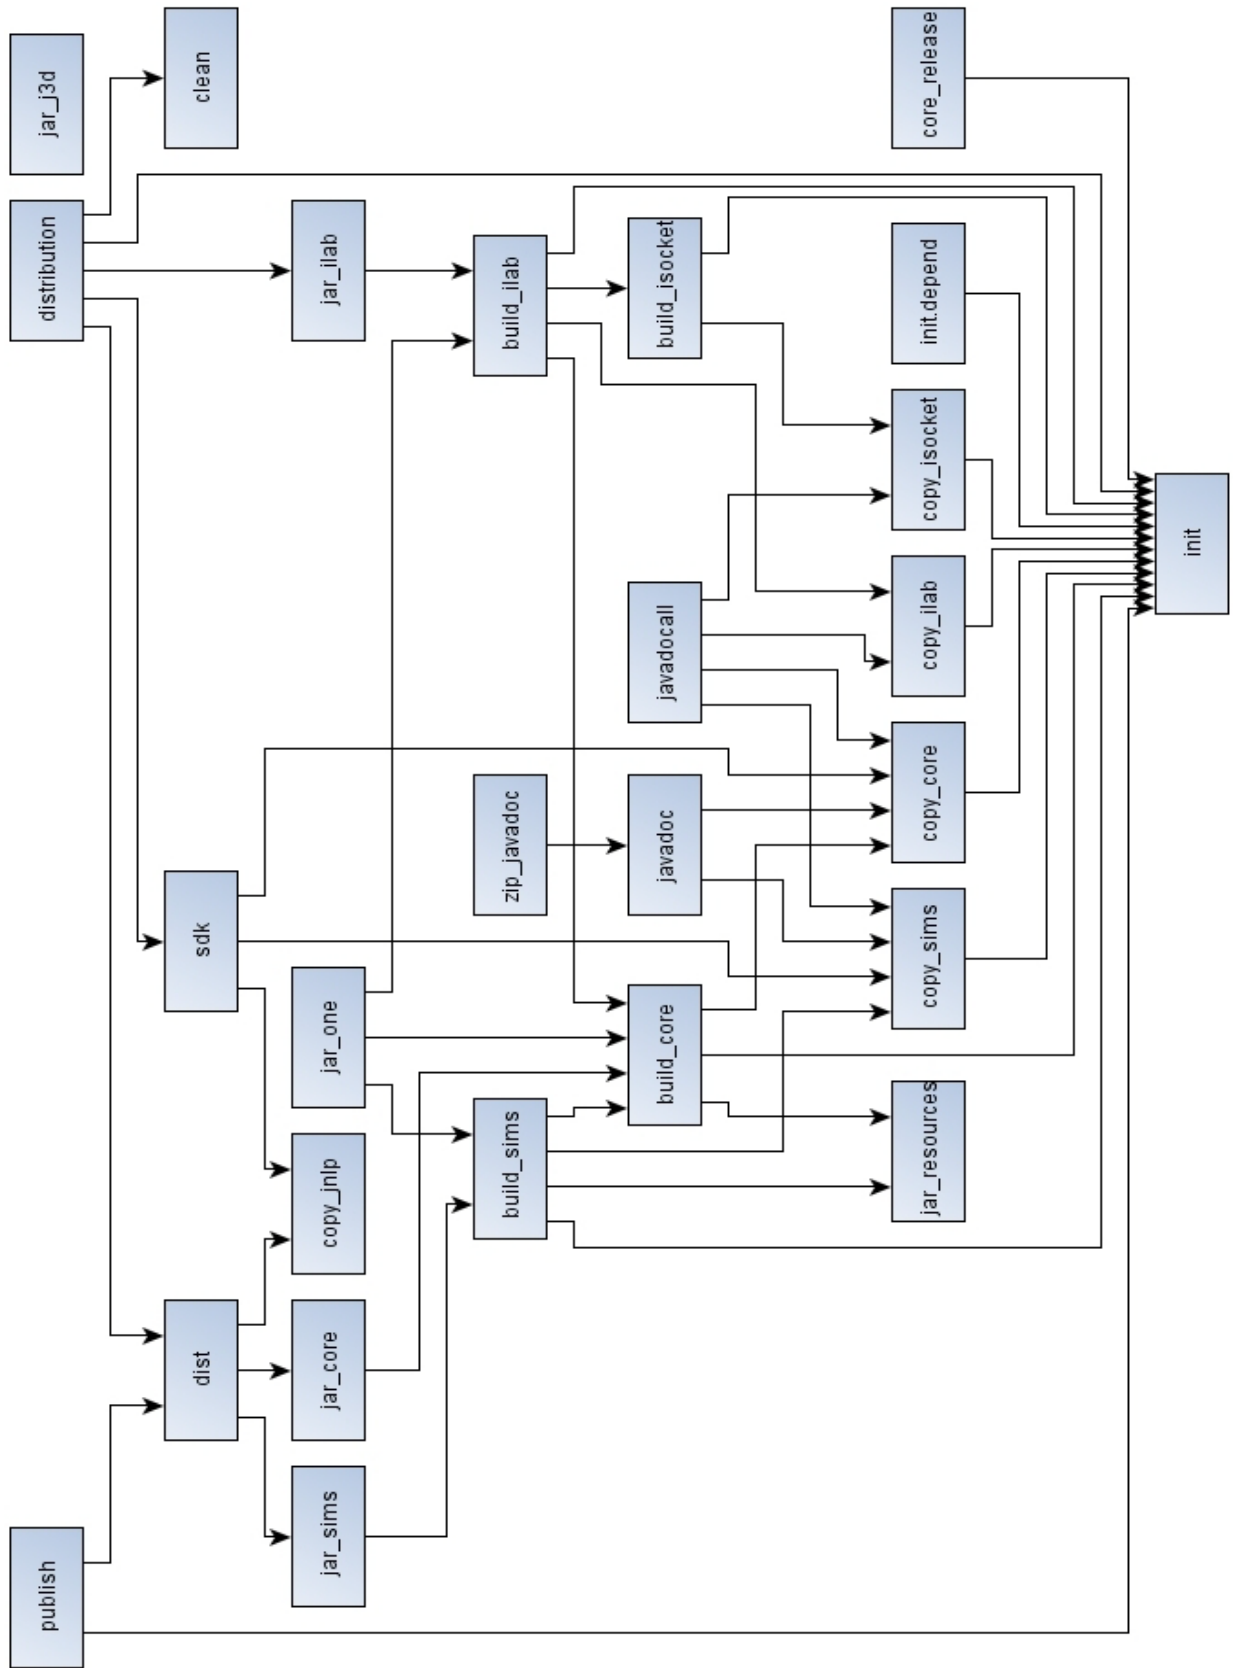 publish
distribution
jar_j3d
dist
sdk
clean
jar_sims
jar_core
copy_jnlp
jar_one
jar_ilab
build_sims
zip_javadoc
build_ilab
build_core
javadoc
javadocall
build_isocket
jar_resources
copy_sims
copy_core
copy_ilab
copy_isocket
init.depend
core_release
init